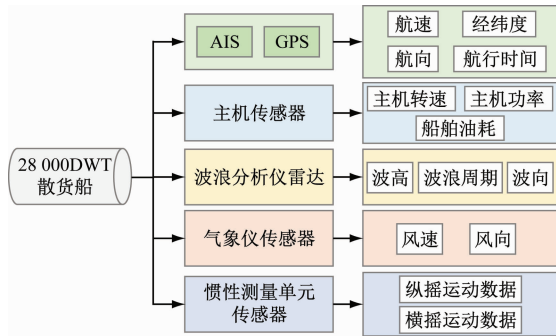 28 000DWT
散货船
AIS GPS
航速 经纬度
航向 航行时间
主机传感器
主机转速 主机功率
船舶油耗
波浪分析仪雷达
波高 波浪周期 波向
气象仪传感器
风速 风向
惯性测量单元
传感器
纵摇运动数据
横摇运动数据